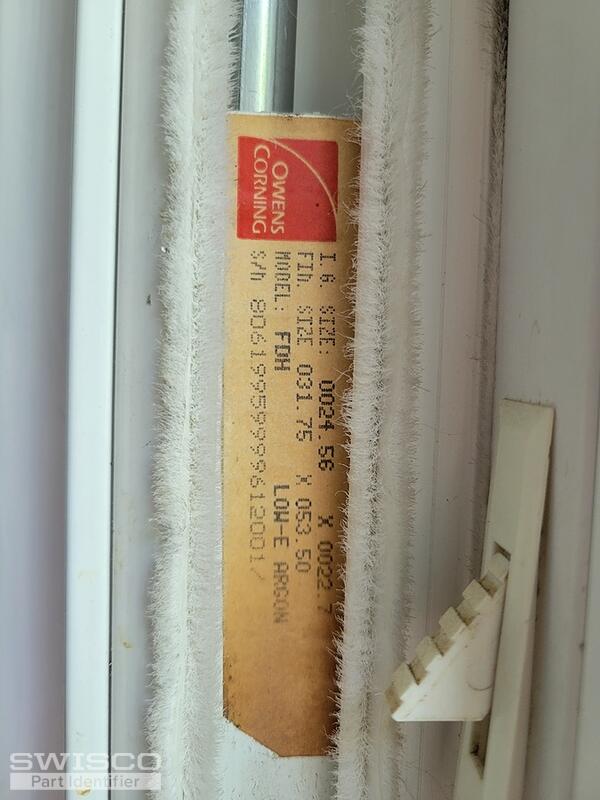 OWENS
CORNING
I.G SIZE: 0024.56 X 0022.7
FIN. SIZE 031.75 X 053.50
MODEL: FDH LOW-E ARGON
S/N 80619959999612001/
SWISCO
Part Identifier